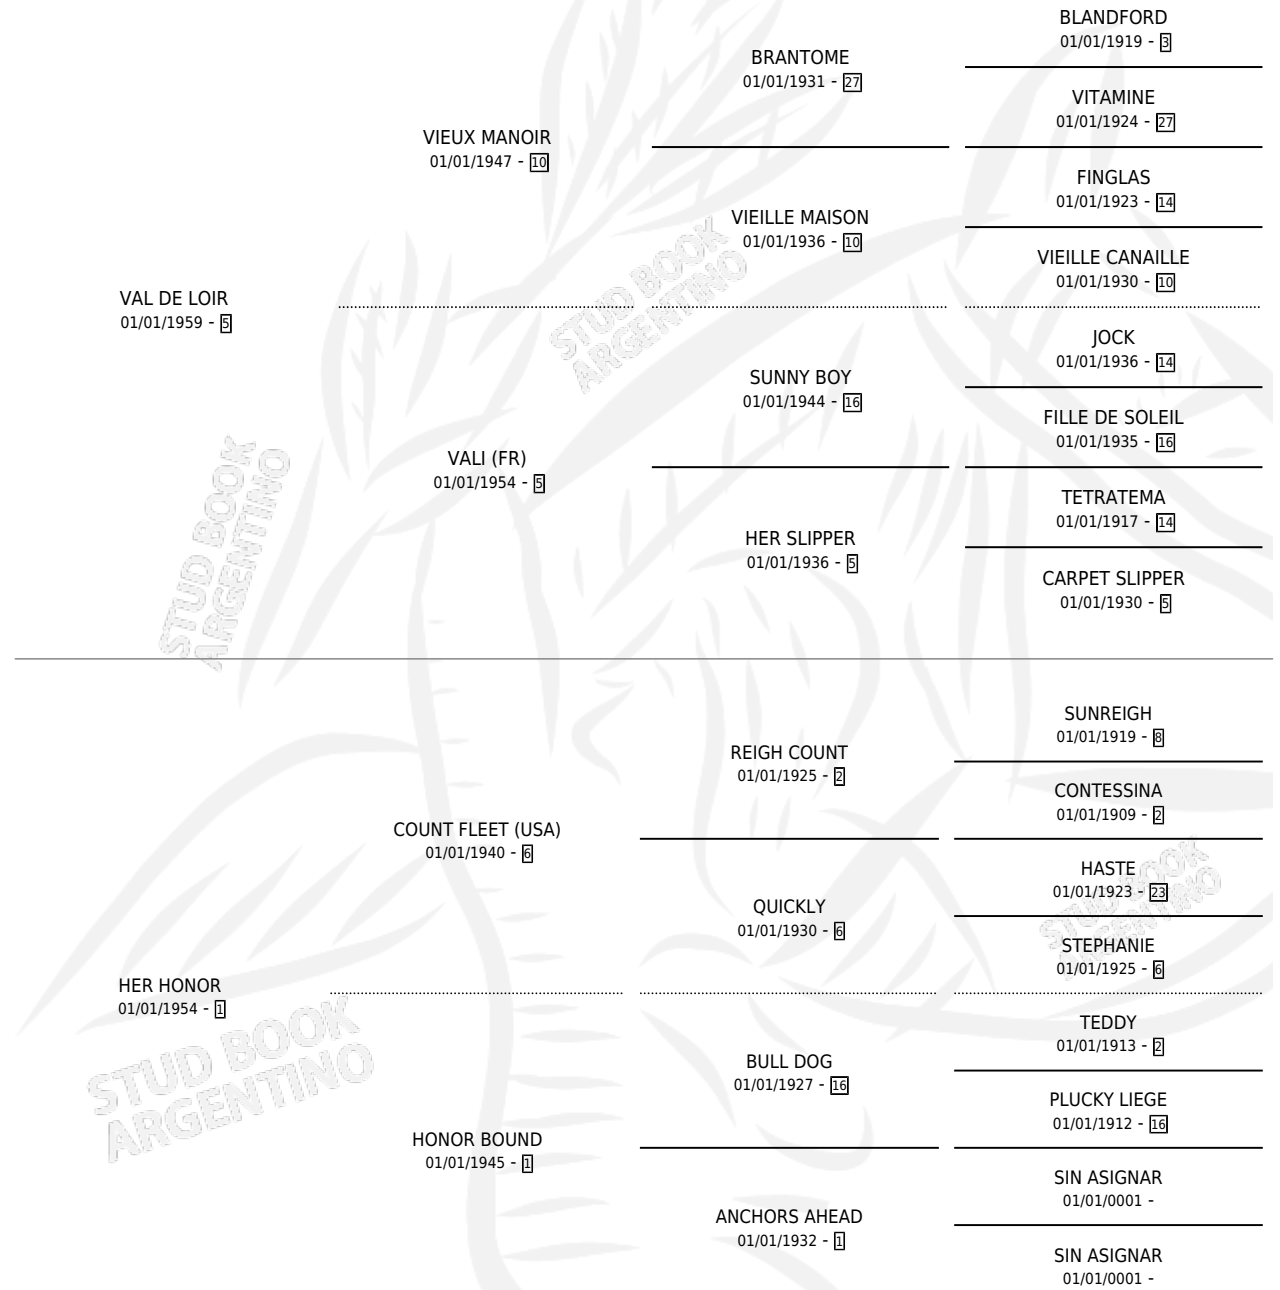 BLANDFORD
01/01/1919 - 3
BRANTOME
01/01/1931 - 27
VITAMINE
01/01/1924 - 27
VIEUX MANOIR
01/01/1947 - 10
FINGLAS
01/01/1923 - 14
VIEILLE MAISON
01/01/1936 - 10
VIEILLE CANAILLE
01/01/1930 - 10
VAL DE LOIR
01/01/1959 - 5
JOCK
01/01/1936 - 14
SUNNY BOY
01/01/1944 - 16
FILLE DE SOLEIL
01/01/1935 - 16
VALI (FR)
01/01/1954 - 5
TETRATEMA
01/01/1917 - 14
HER SLIPPER
01/01/1936 - 5
CARPET SLIPPER
01/01/1930 - 5
STUD BOOK
ARGENTINO
STUD BOOK
ARGENTINO
SUNREIGH
01/01/1919 - 8
REIGH COUNT
01/01/1925 - 2
CONTESSINA
01/01/1909 - 2
COUNT FLEET (USA)
01/01/1940 - 6
HASTE
01/01/1923 - 23
QUICKLY
01/01/1930 - 6
STEPHANIE
01/01/1925 - 6
STUD BOOK
ARGENTINO
HER HONOR
01/01/1954 - 1
TEDDY
01/01/1913 - 2
BULL DOG
01/01/1927 - 16
PLUCKY LIEGE
01/01/1912 - 16
STUD BOOK
ARGENTINO
HONOR BOUND
01/01/1945 - 1
SIN ASIGNAR
01/01/0001 -
ANCHORS AHEAD
01/01/1932 - 1
SIN ASIGNAR
01/01/0001 -